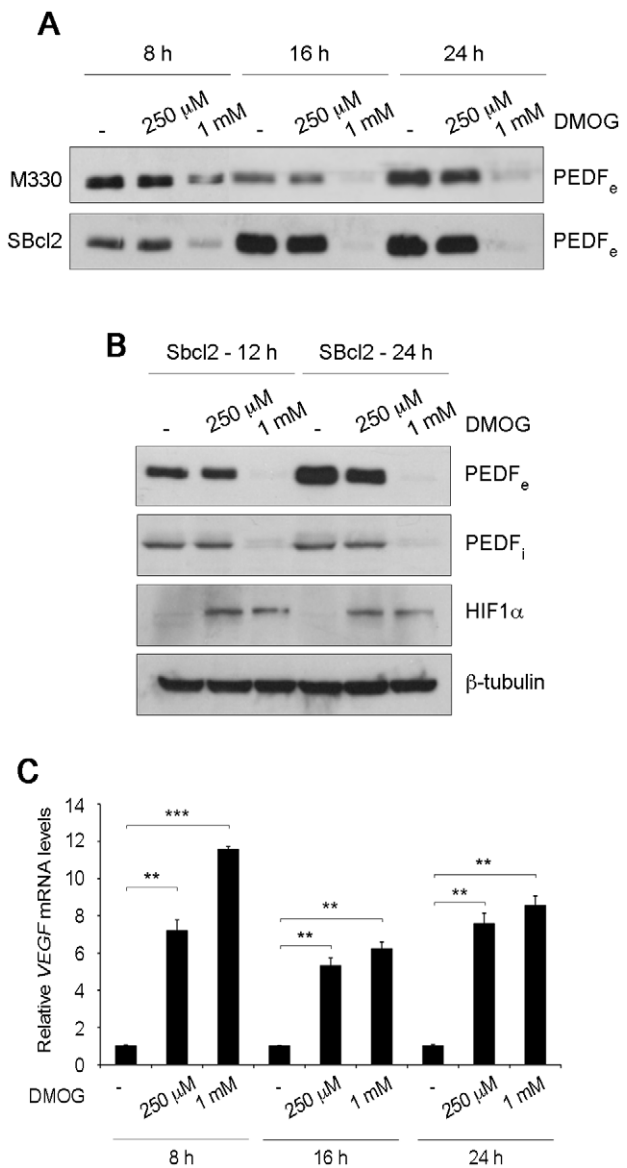 A
8 h 16 h 24 h
- 250 μM 1 mM - 250 μM 1 mM - 250 μM 1 mM DMOG
M330 PEDFe
SBcl2 PEDFe
B
Sbcl2 - 12 h SBcl2 - 24 h
- 250 μM 1 mM - 250 μM 1 mM DMOG
PEDFe
PEDFi
HIF1α
β-tubulin
C
Relative VEGF mRNA levels
14
12
10
8
6
4
2
0
*** ** ** ** ** **
DMOG - 250 μM 1 mM - 250 μM 1 mM - 250 μM 1 mM
8 h 16 h 24 h